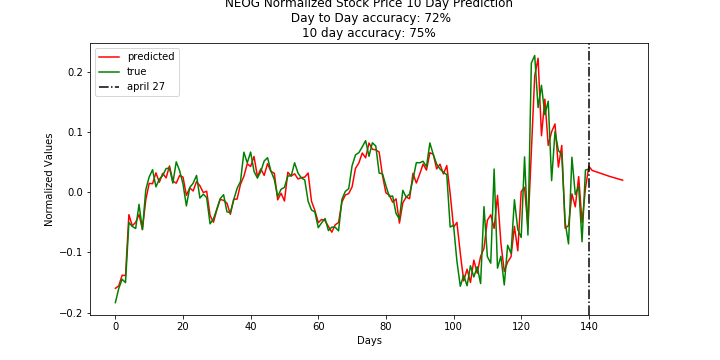 NEOG Normalized Stock Price 10 Day Prediction
Day to Day accuracy: 72%
10 day accuracy: 75%
predicted
true
april 27
Normalized Values
0.2
0.1
0.0
−0.1
−0.2
0 20 40 60 80 100 120 140
Days